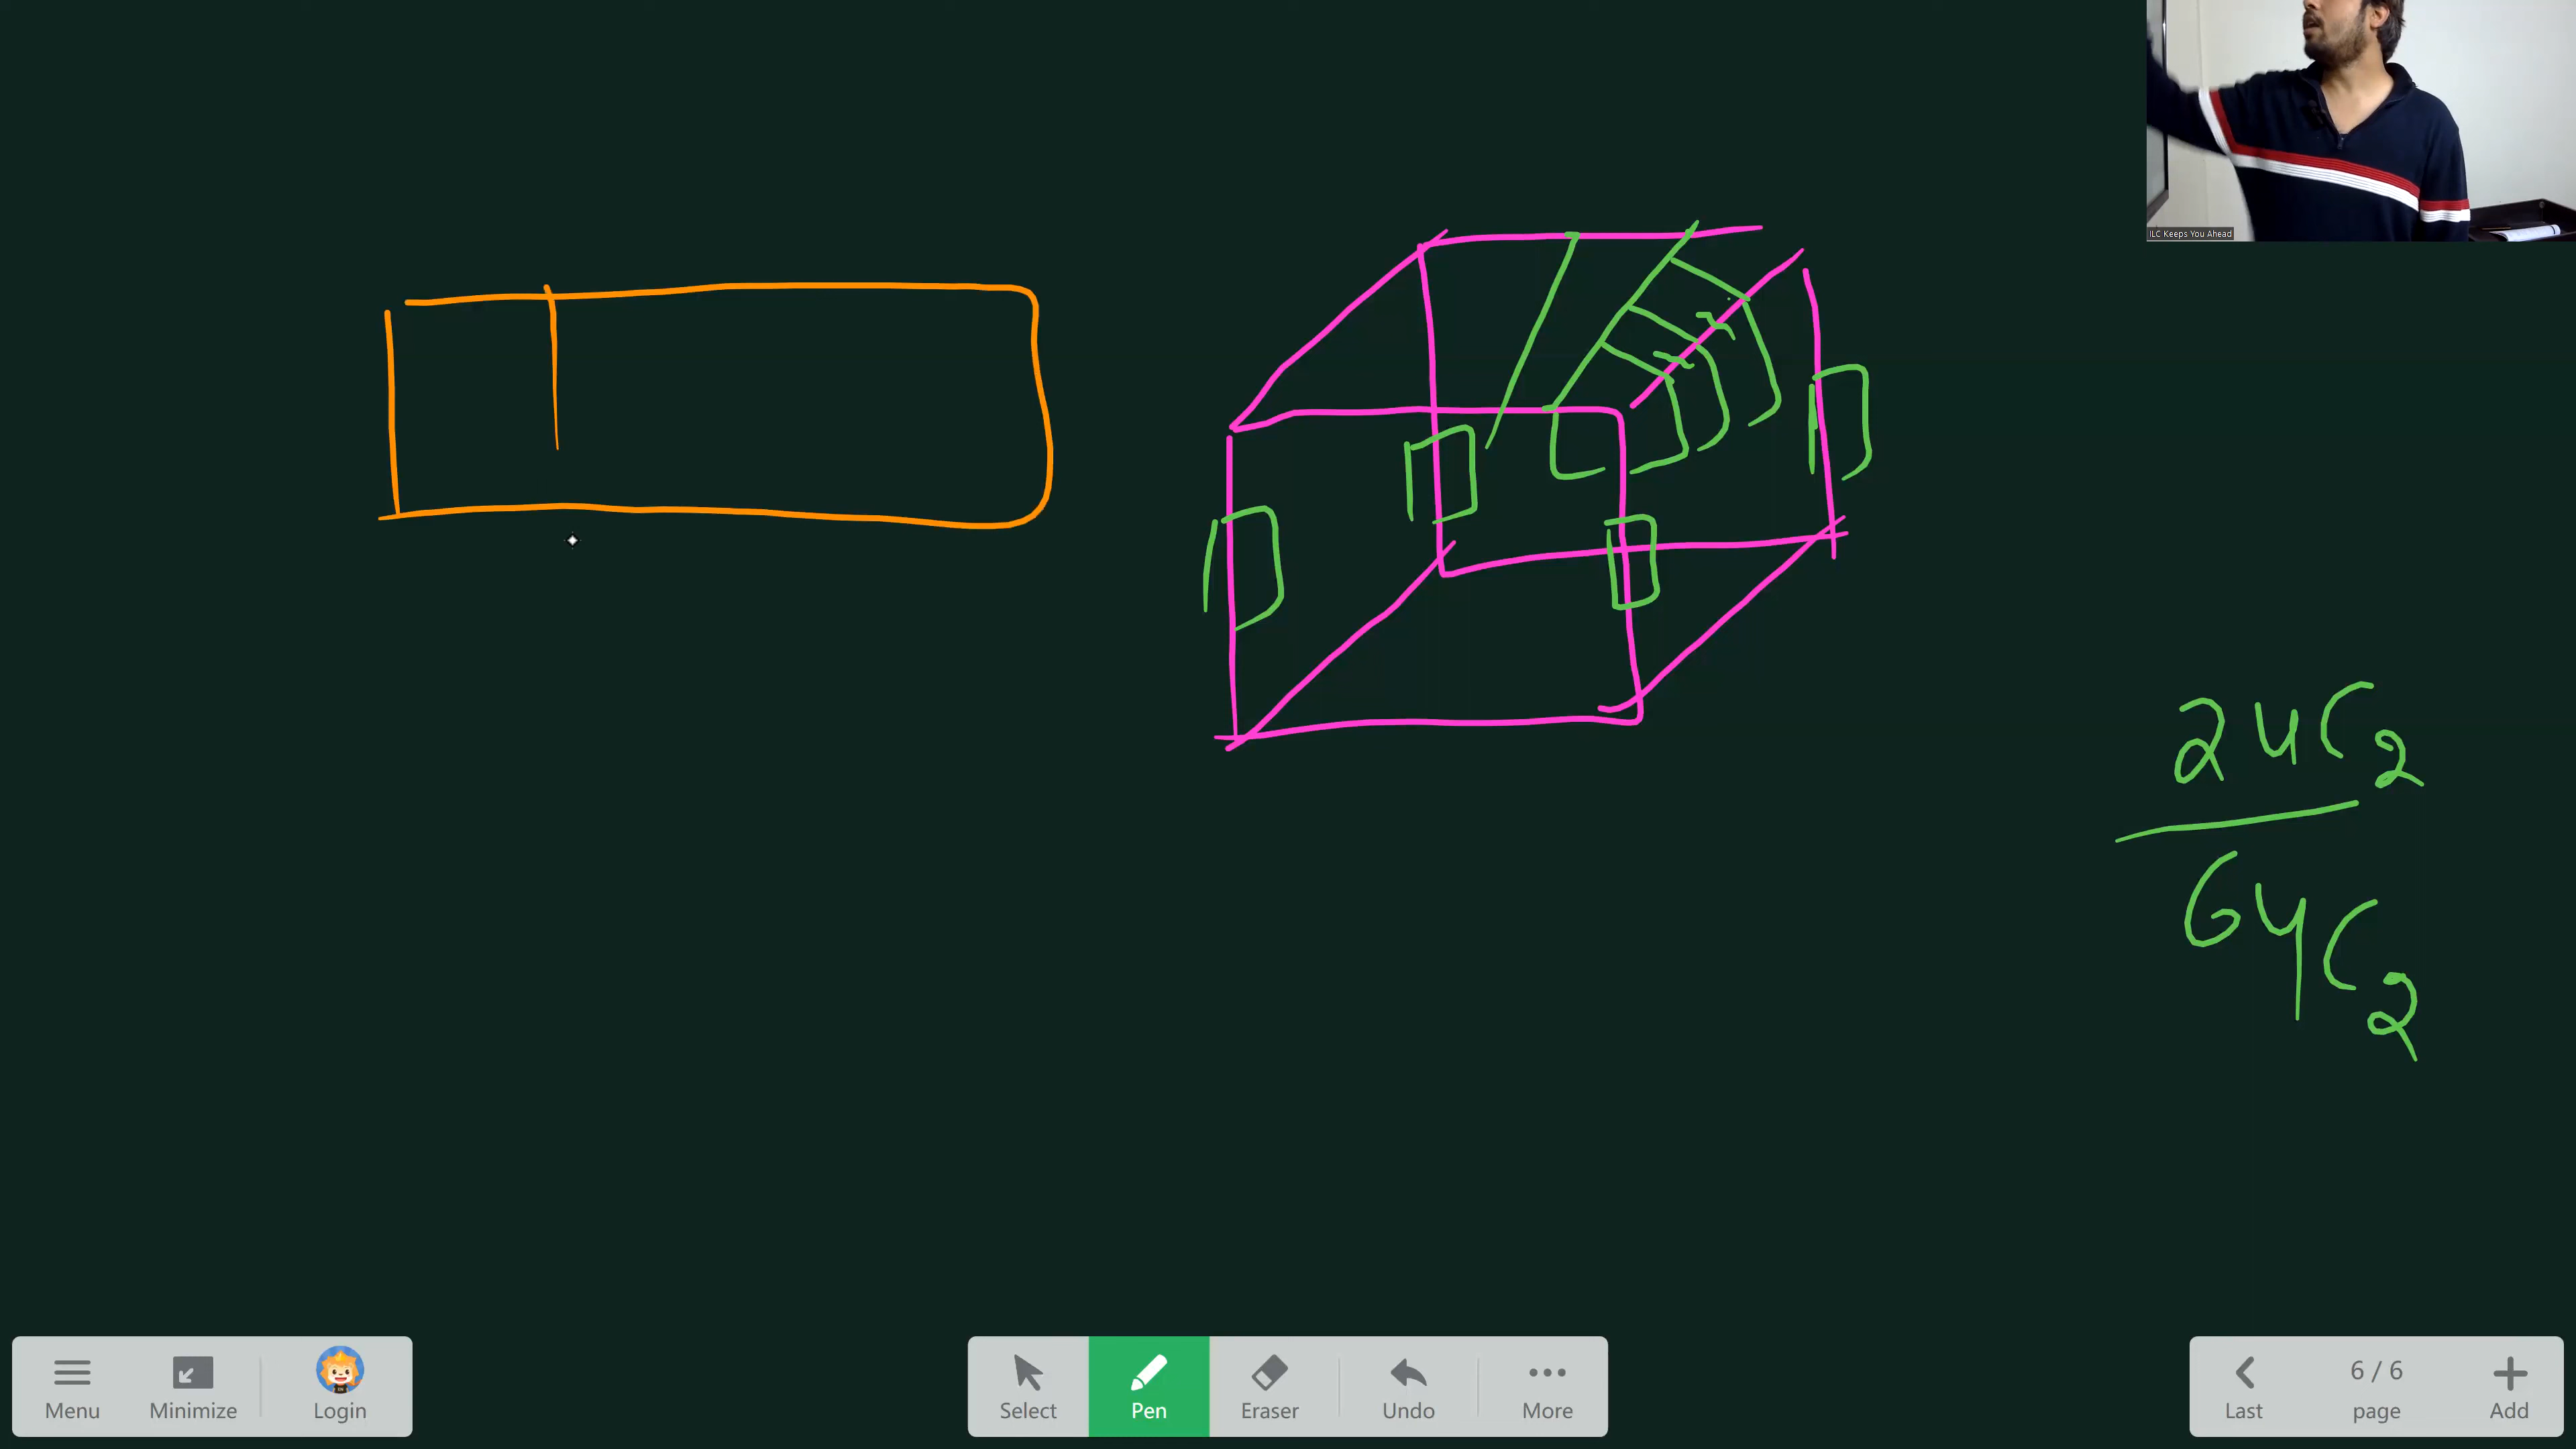 ILC Keeps You Ahead
24C2
64C2
Menu Minimize Login Select Pen Eraser Undo More Last 6 / 6 page Add